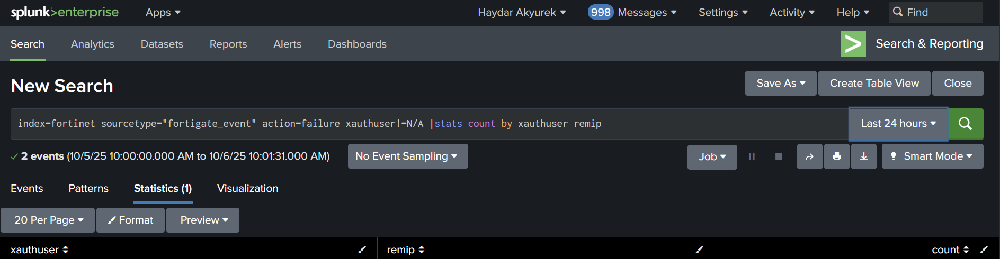 splunk>enterprise Apps Haydar Akyurek 998 Messages Settings Activity Help Find
Search Analytics Datasets Reports Alerts Dashboards > Search & Reporting
New Search Save As Create Table View Close
index=fortinet sourcetype="fortigate_event" action=failure xauthuser!=N/A |stats count by xauthuser remip Last 24 hours
2 events (10/5/25 10:00:00.000 AM to 10/6/25 10:01:31.000 AM) No Event Sampling Job Smart Mode
Events Patterns Statistics (1) Visualization
20 Per Page Format Preview
xauthuser remip count